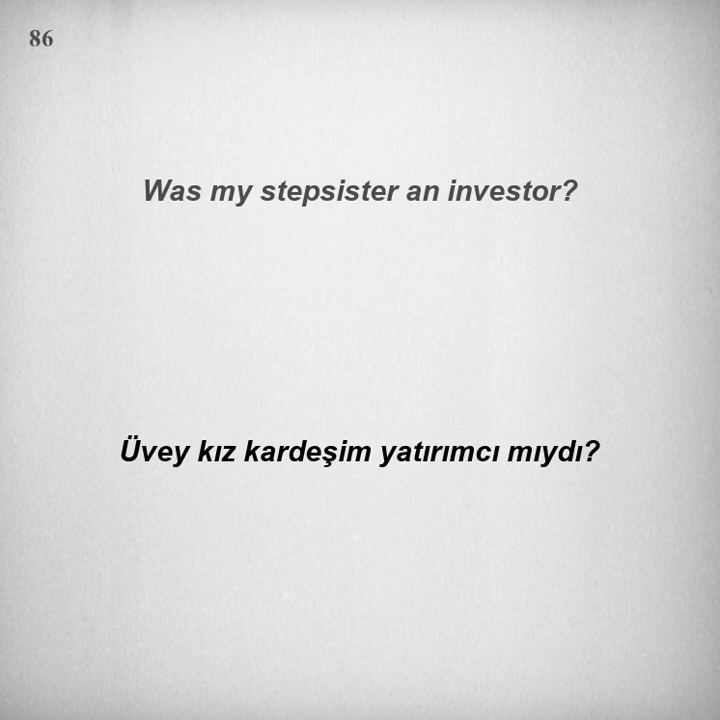 86
Was my stepsister an investor?
Üvey kız kardeşim yatırımcı mıydı?